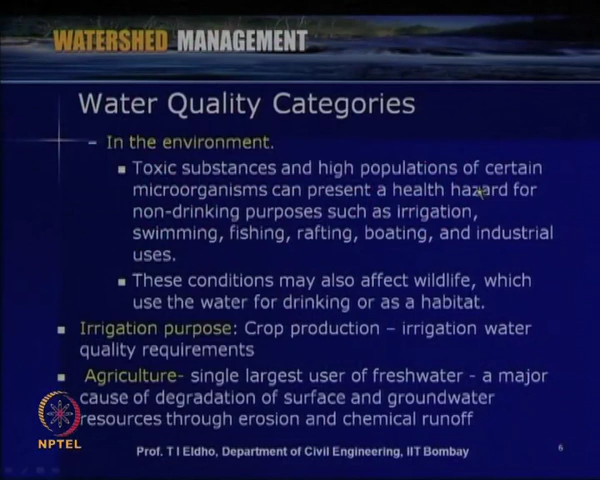 WATERSHED MANAGEMENT
Water Quality Categories
– In the environment.
▪ Toxic substances and high populations of certain
microorganisms can present a health hazard for
non-drinking purposes such as irrigation,
swimming, fishing, rafting, boating, and industrial
uses.
▪ These conditions may also affect wildlife, which
use the water for drinking or as a habitat.
▪ Irrigation purpose: Crop production – irrigation water
quality requirements
▪ Agriculture- single largest user of freshwater - a major
cause of degradation of surface and groundwater
resources through erosion and chemical runoff
NPTEL
Prof. T I Eldho, Department of Civil Engineering, IIT Bombay
6